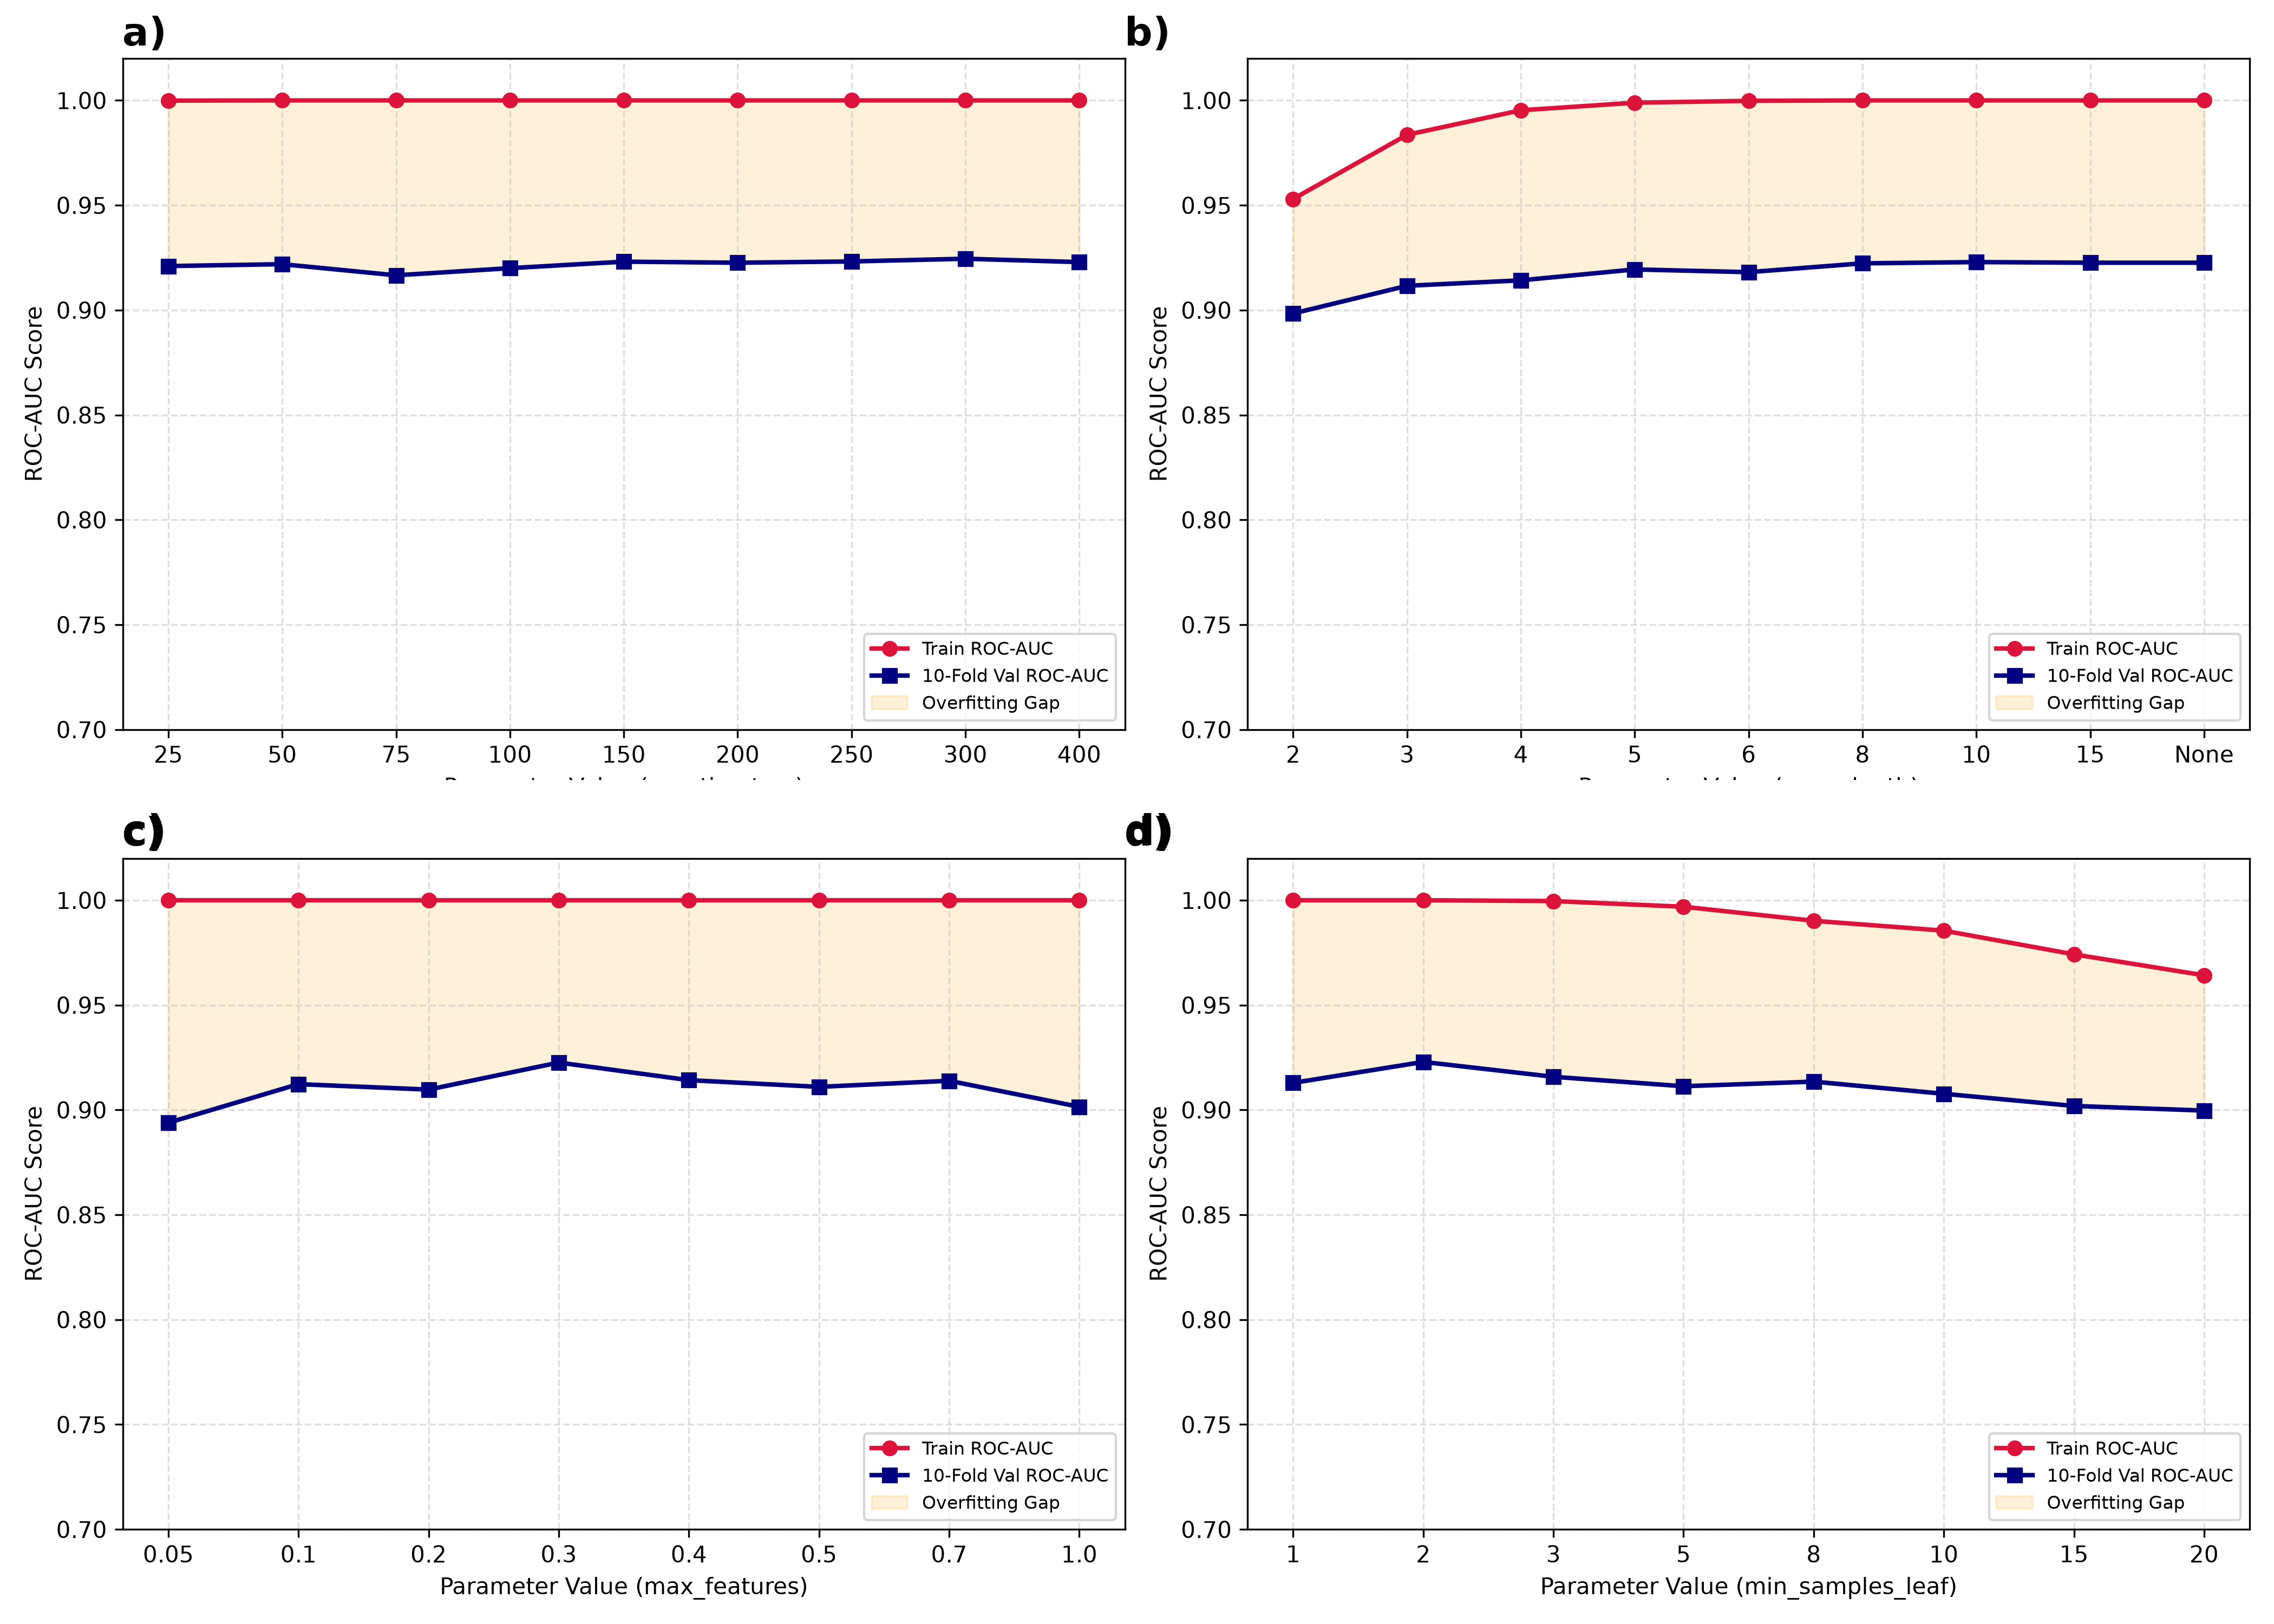 a)
1.00
0.95
0.90
0.85
0.80
0.75
0.70
ROC-AUC Score
25 50 75 100 150 200 250 300 400
Train ROC-AUC
10-Fold Val ROC-AUC
Overfitting Gap
b)
1.00
0.95
0.90
0.85
0.80
0.75
0.70
ROC-AUC Score
2 3 4 5 6 8 10 15 None
Train ROC-AUC
10-Fold Val ROC-AUC
Overfitting Gap
c)
1.00
0.95
0.90
0.85
0.80
0.75
0.70
ROC-AUC Score
0.05 0.1 0.2 0.3 0.4 0.5 0.7 1.0
Parameter Value (max_features)
Train ROC-AUC
10-Fold Val ROC-AUC
Overfitting Gap
d)
1.00
0.95
0.90
0.85
0.80
0.75
0.70
ROC-AUC Score
1 2 3 5 8 10 15 20
Parameter Value (min_samples_leaf)
Train ROC-AUC
10-Fold Val ROC-AUC
Overfitting Gap